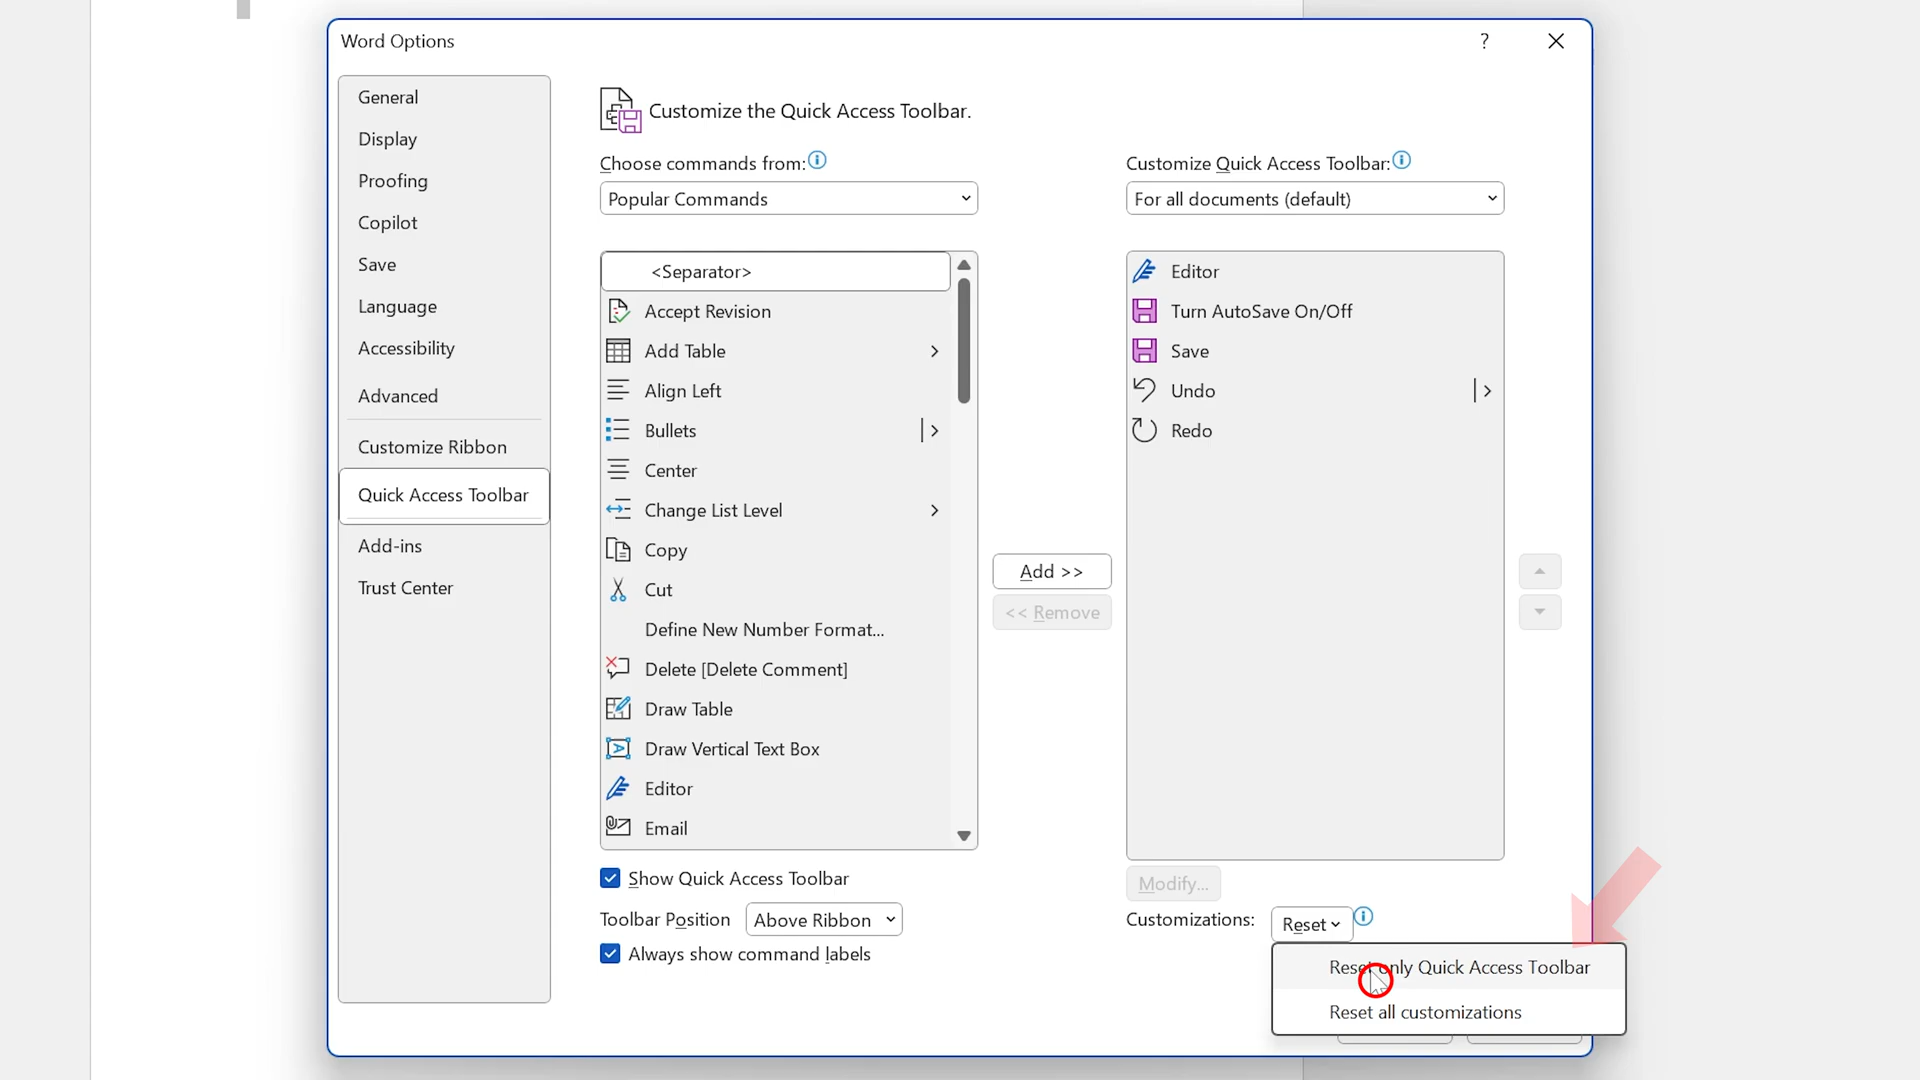 Word Options
?
General
Display
Proofing
Copilot
Save
Language
Accessibility
Advanced
Customize Ribbon
Quick Access Toolbar
Add-ins
Trust Center
Customize the Quick Access Toolbar.
Choose commands from:
Popular Commands
<Separator>
Accept Revision
Add Table
Align Left
Bullets
Center
Change List Level
Copy
Cut
Define New Number Format...
Delete [Delete Comment]
Draw Table
Draw Vertical Text Box
Editor
Email
Show Quick Access Toolbar
Toolbar Position Above Ribbon
Always show command labels
Add >>
<< Remove
Customize Quick Access Toolbar:
For all documents (default)
Editor
Turn AutoSave On/Off
Save
Undo
Redo
Modify...
Customizations: Reset
Reset only Quick Access Toolbar
Reset all customizations